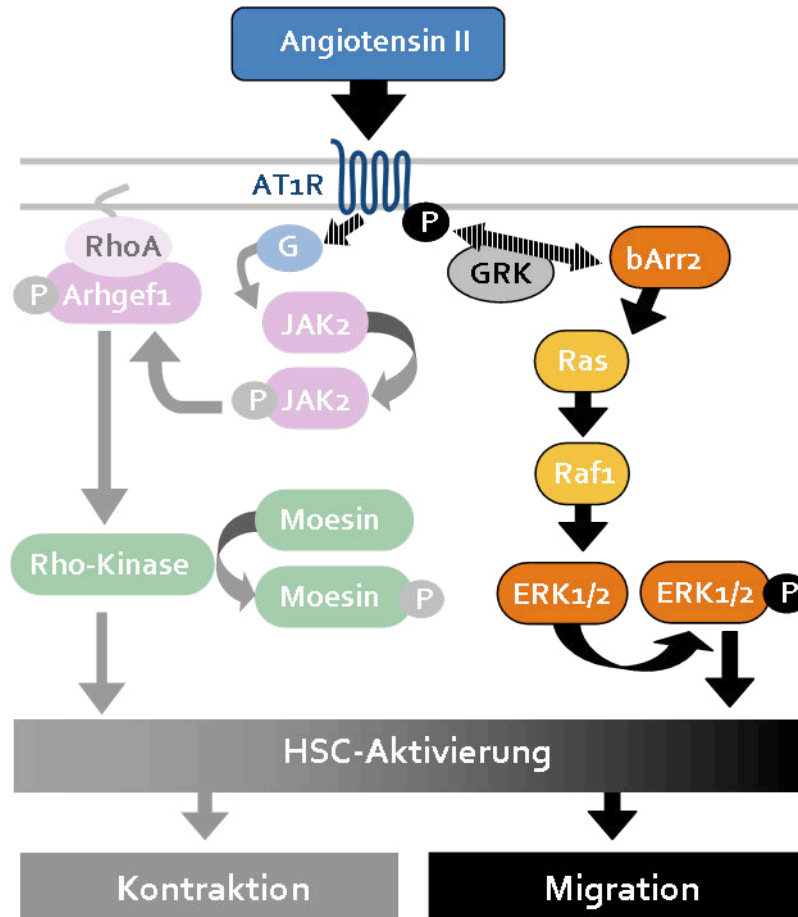 Angiotensin II
AT1R
P
RhoA
G
bArr2
GRK
P
Arhgef1
JAK2
Ras
P
JAK2
Raf1
Moesin
Rho-Kinase
Moesin
P
ERK1/2
ERK1/2
P
HSC-Aktivierung
Kontraktion
Migration